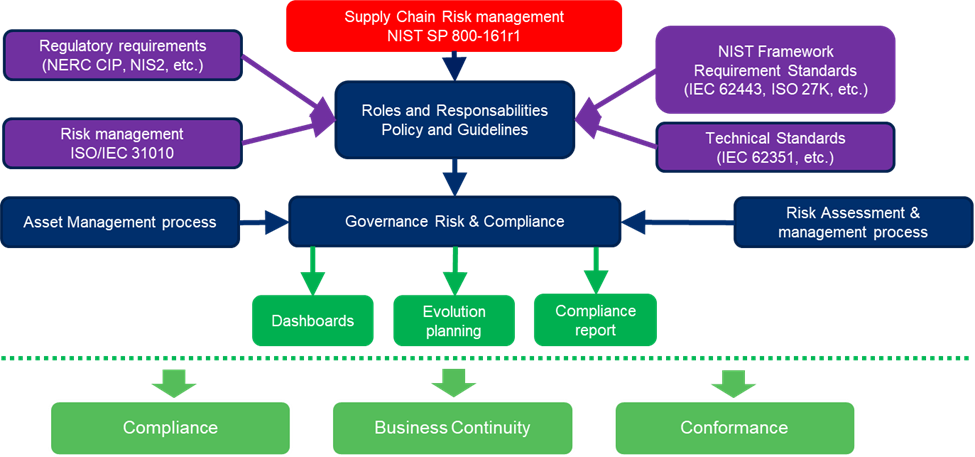 Supply Chain Risk management
NIST SP 800-161r1
Regulatory requirements
(NERC CIP, NIS2, etc.)
NIST Framework
Requirement Standards
(IEC 62443, ISO 27K, etc.)
Roles and Responsabilities
Policy and Guidelines
Risk management
ISO/IEC 31010
Technical Standards
(IEC 62351, etc.)
Asset Management process
Governance Risk & Compliance
Risk Assessment &
management process
Dashboards
Evolution
planning
Compliance
report
Compliance
Business Continuity
Conformance